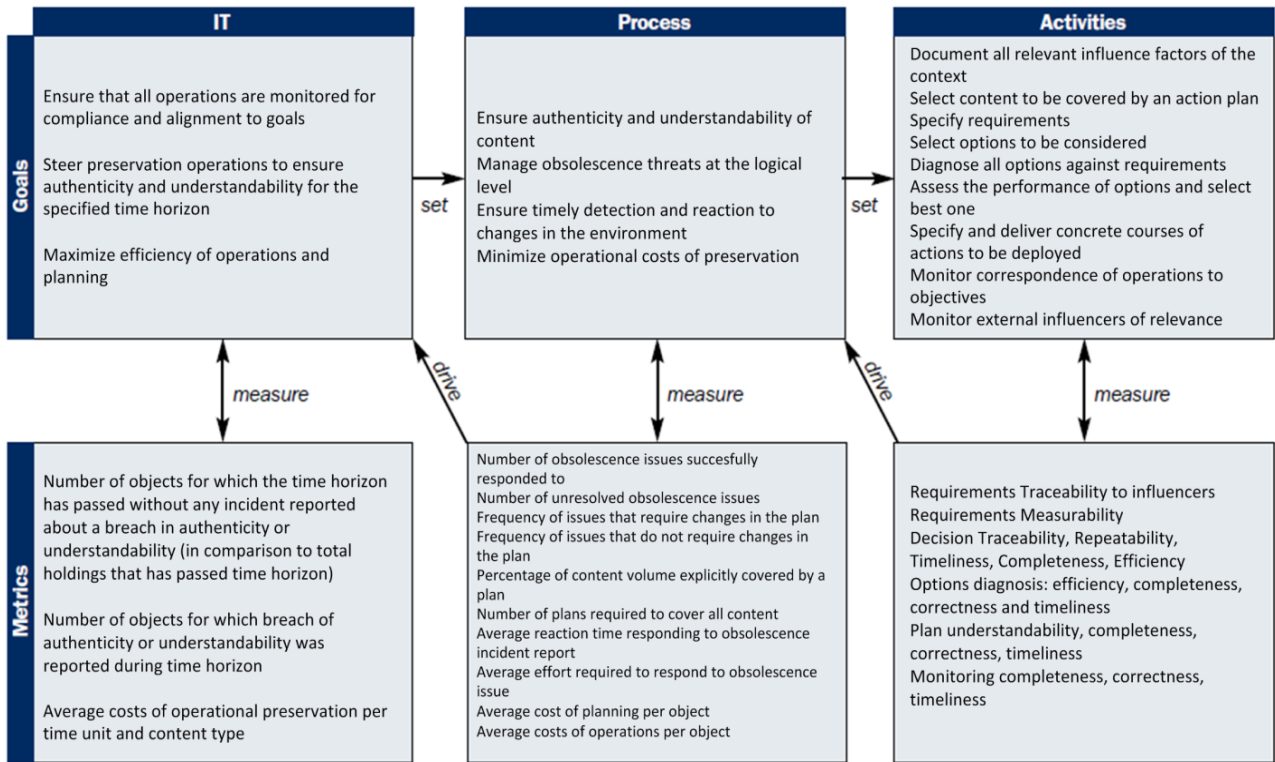 IT
Process
Activities
Goals
Ensure that all operations are monitored for
compliance and alignment to goals
Steer preservation operations to ensure
authenticity and understandability for the
specified time horizon
Maximize efficiency of operations and
planning
set
Ensure authenticity and understandability of
content
Manage obsolescence threats at the logical
level
Ensure timely detection and reaction to
changes in the environment
Minimize operational costs of preservation
set
Document all relevant influence factors of the
context
Select content to be covered by an action plan
Specify requirements
Select options to be considered
Diagnose all options against requirements
Assess the performance of options and select
best one
Specify and deliver concrete courses of
actions to be deployed
Monitor correspondence of operations to
objectives
Monitor external influencers of relevance
measure
drive
measure
drive
measure
Metrics
Number of objects for which the time horizon
has passed without any incident reported
about a breach in authenticity or
understandability (in comparison to total
holdings that has passed time horizon)
Number of objects for which breach of
authenticity or understandability was
reported during time horizon
Average costs of operational preservation per
time unit and content type
Number of obsolescence issues succesfully
responded to
Number of unresolved obsolescence issues
Frequency of issues that require changes in the plan
Frequency of issues that do not require changes in
the plan
Percentage of content volume explicitly covered by a
plan
Number of plans required to cover all content
Average reaction time responding to obsolescence
incident report
Average effort required to respond to obsolescence
issue
Average cost of planning per object
Average costs of operations per object
Requirements Traceability to influencers
Requirements Measurability
Decision Traceability, Repeatability,
Timeliness, Completeness, Efficiency
Options diagnosis: efficiency, completeness,
correctness and timeliness
Plan understandability, completeness,
correctness, timeliness
Monitoring completeness, correctness,
timeliness